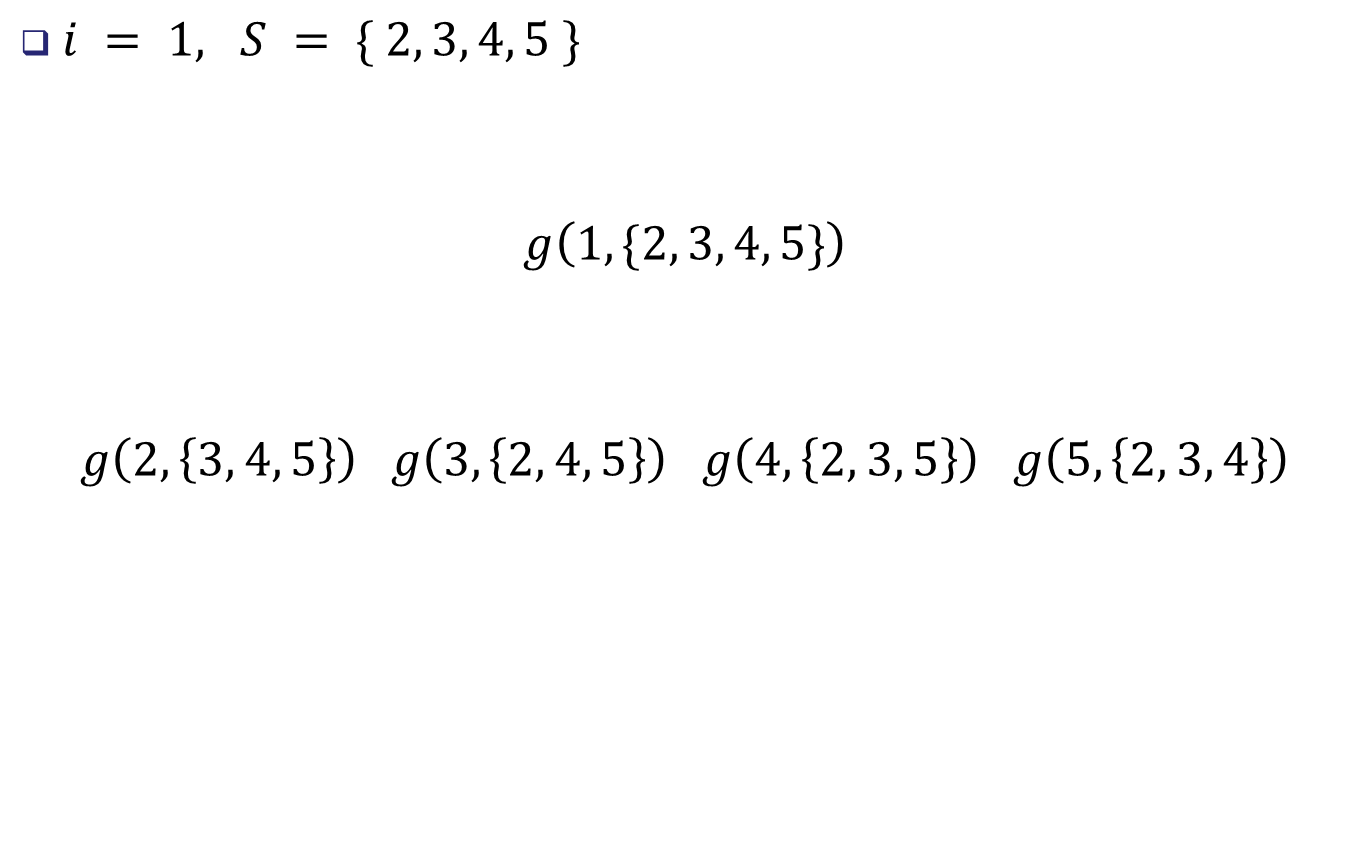 ❑ i = 1, S = { 2, 3, 4, 5 }
g(1, {2, 3, 4, 5})
g(2, {3, 4, 5}) g(3, {2, 4, 5}) g(4, {2, 3, 5}) g(5, {2, 3, 4})